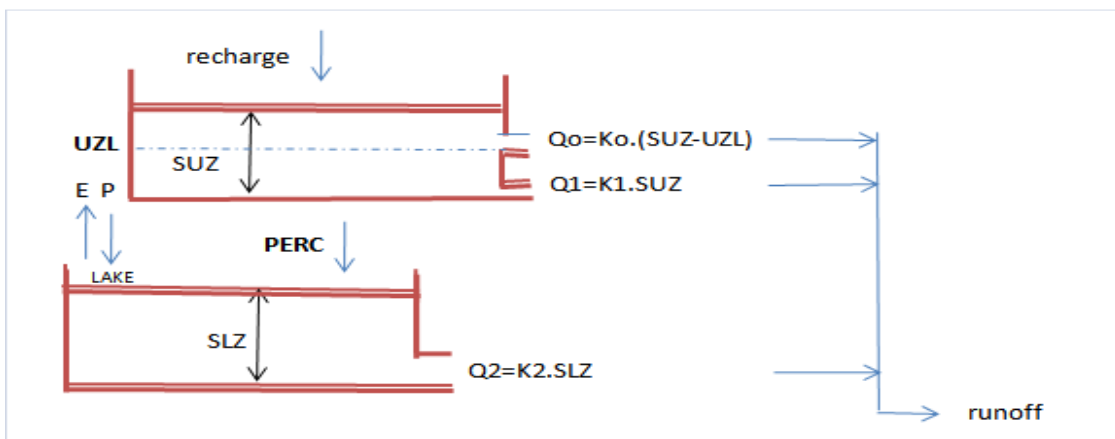 recharge
UZL
SUZ
Qo=Ko.(SUZ-UZL)
Q1=K1.SUZ
E P
PERC
LAKE
SLZ
Q2=K2.SLZ
runoff